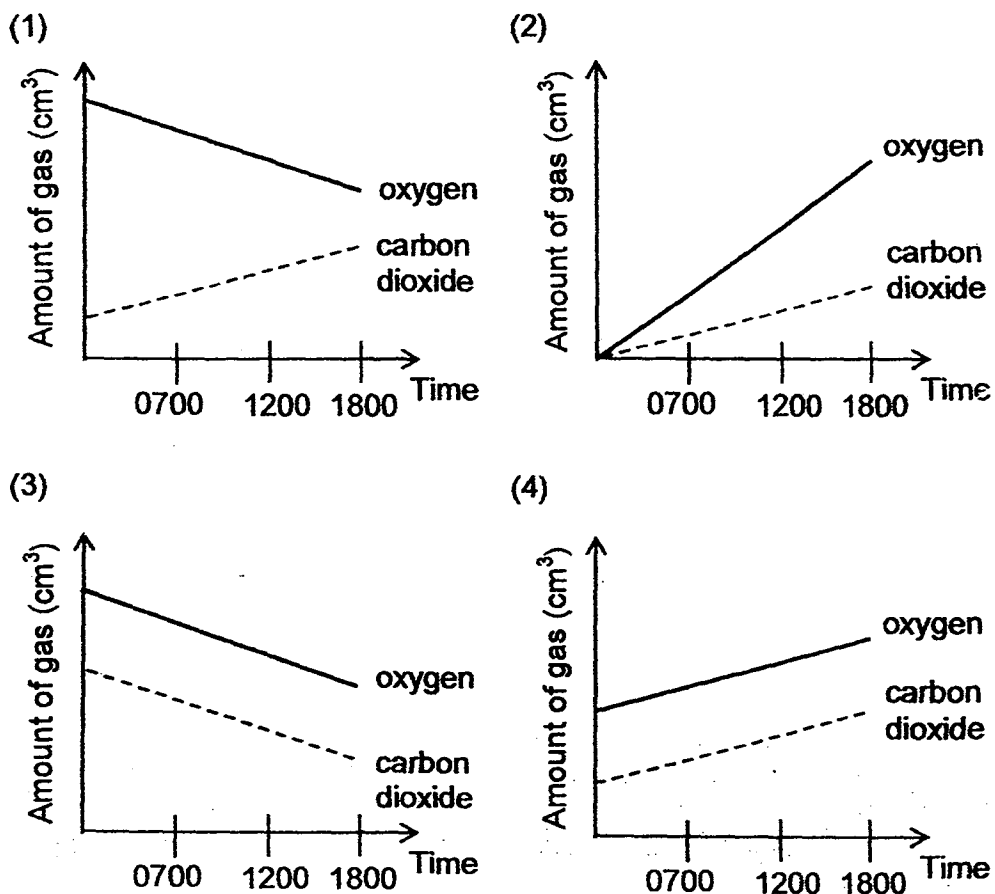 (1)
Amount of gas (cm³)
oxygen
carbon
dioxide
0700 1200 1800 Time
(2)
Amount of gas (cm³)
oxygen
carbon
dioxide
0700 1200 1800 Time
(3)
Amount of gas (cm³)
oxygen
carbon
dioxide
0700 1200 1800 Time
(4)
Amount of gas (cm³)
oxygen
carbon
dioxide
0700 1200 1800 Time